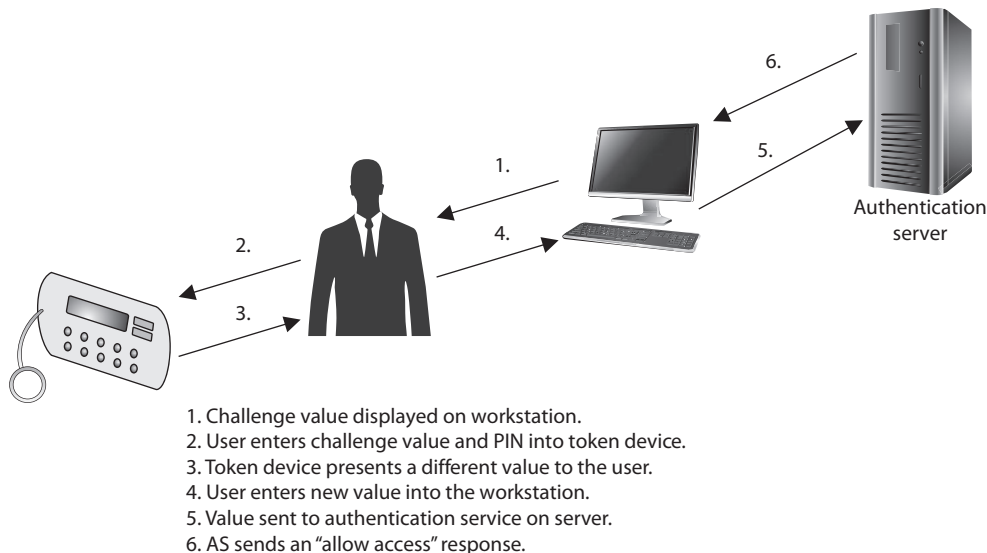 6.
5.
1.
Authentication
server
4.
2.
3.
1. Challenge value displayed on workstation.
2. User enters challenge value and PIN into token device.
3. Token device presents a different value to the user.
4. User enters new value into the workstation.
5. Value sent to authentication service on server.
6. AS sends an “allow access” response.